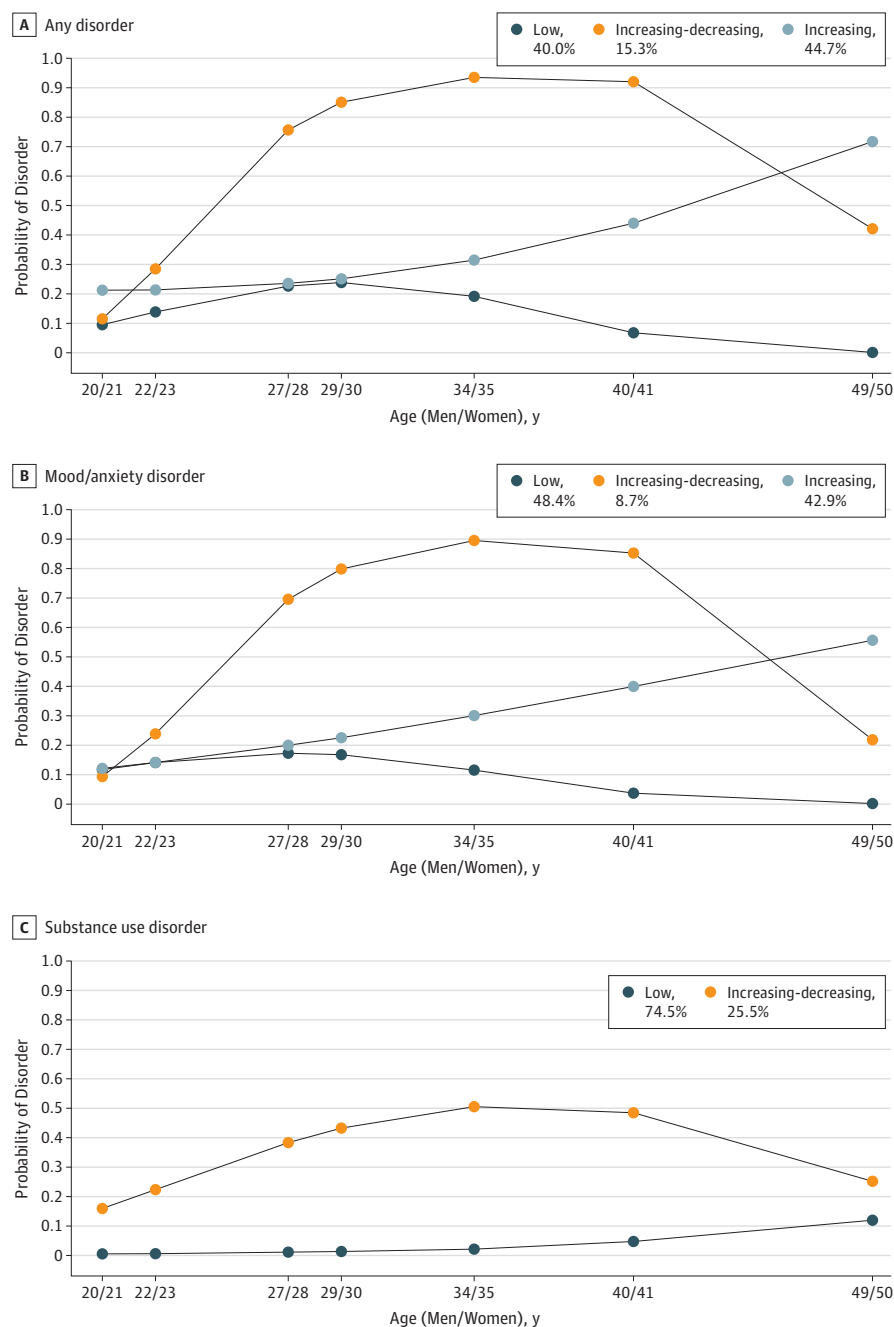 A Any disorder
Low, 40.0%
Increasing-decreasing, 15.3%
Increasing, 44.7%
Probability of Disorder
1.0
0.9
0.8
0.7
0.6
0.5
0.4
0.3
0.2
0.1
0
20/21 22/23 27/28 29/30 34/35 40/41 49/50
Age (Men/Women), y
B Mood/anxiety disorder
Low, 48.4%
Increasing-decreasing, 8.7%
Increasing, 42.9%
Probability of Disorder
1.0
0.9
0.8
0.7
0.6
0.5
0.4
0.3
0.2
0.1
0
20/21 22/23 27/28 29/30 34/35 40/41 49/50
Age (Men/Women), y
C Substance use disorder
Low, 74.5%
Increasing-decreasing, 25.5%
Probability of Disorder
1.0
0.9
0.8
0.7
0.6
0.5
0.4
0.3
0.2
0.1
0
20/21 22/23 27/28 29/30 34/35 40/41 49/50
Age (Men/Women), y